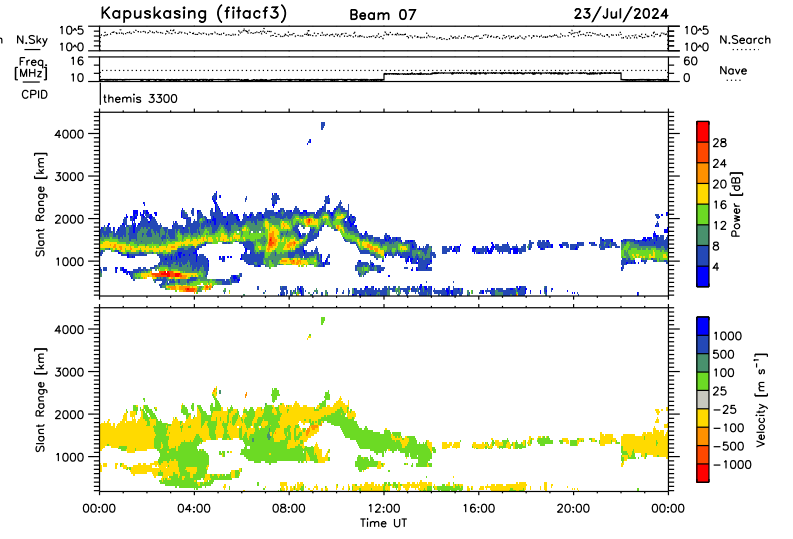 Kapuskasing (fitacf3) Beam 07 23/Jul/2024
n N.Sky 10^5 10^5 N.Search
10^0 10^0
Freq. 16 60 Nave
[MHz] 10 0
CPID themis 3300
4000
3000
2000
1000
Slant Range [km]
28
24
20
16
12
8
4
Power [dB]
4000
3000
2000
1000
Slant Range [km]
1000
500
100
25
-25
-100
-500
-1000
Velocity [m s^-1]
00:00 04:00 08:00 12:00 16:00 20:00 00:00
Time UT